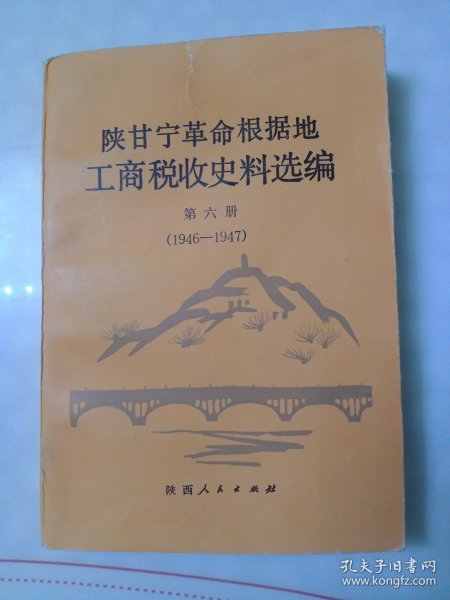 陕甘宁革命根据地
工商税收史料选编
第六册
(1946—1947)
陕西人民出版社
孔夫子旧书网
www.kongfz.com